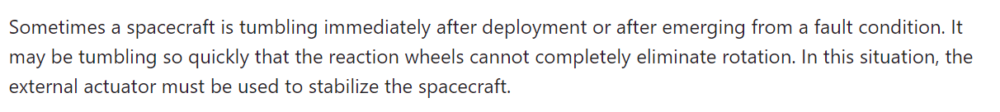 Sometimes a spacecraft is tumbling immediately after deployment or after emerging from a fault condition. It
may be tumbling so quickly that the reaction wheels cannot completely eliminate rotation. In this situation, the
external actuator must be used to stabilize the spacecraft.